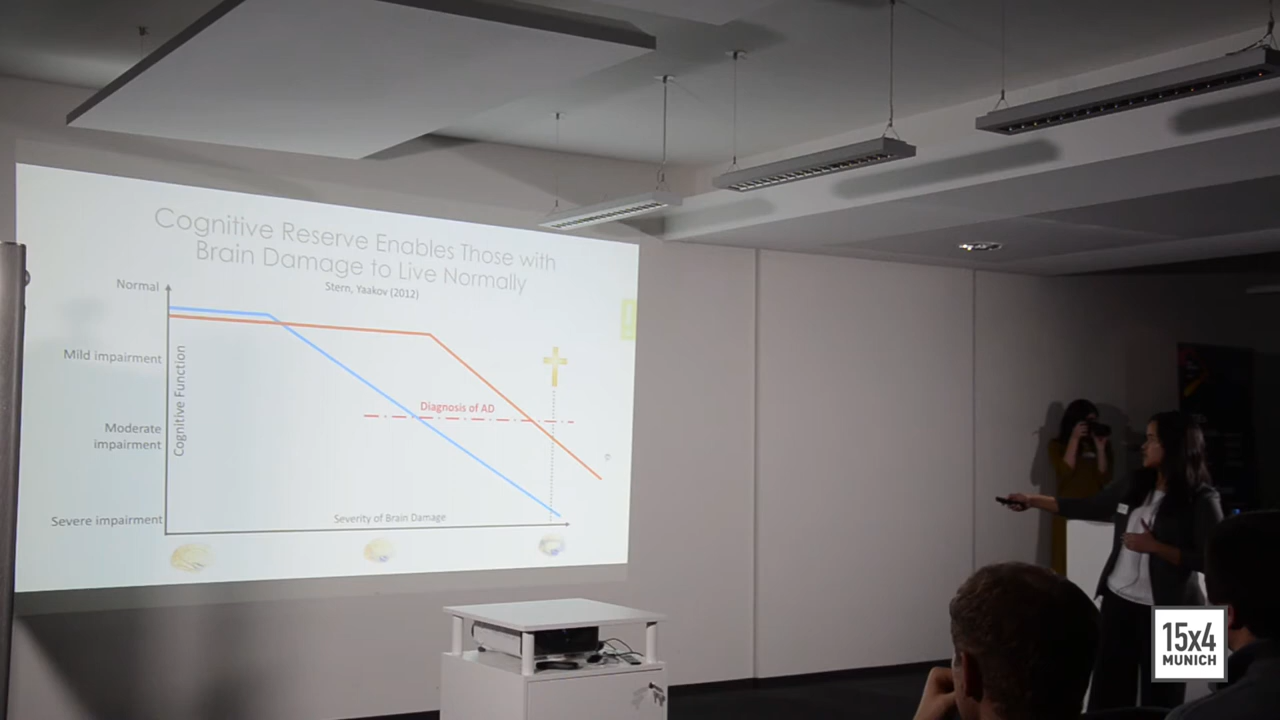 Cognitive Reserve Enables Those with
Brain Damage to Live Normally
Stern, Yaakov (2012)
Normal
Mild impairment
Moderate
impairment
Severe impairment
Cognitive Function
Diagnosis of AD
Severity of Brain Damage
15x4
MUNICH